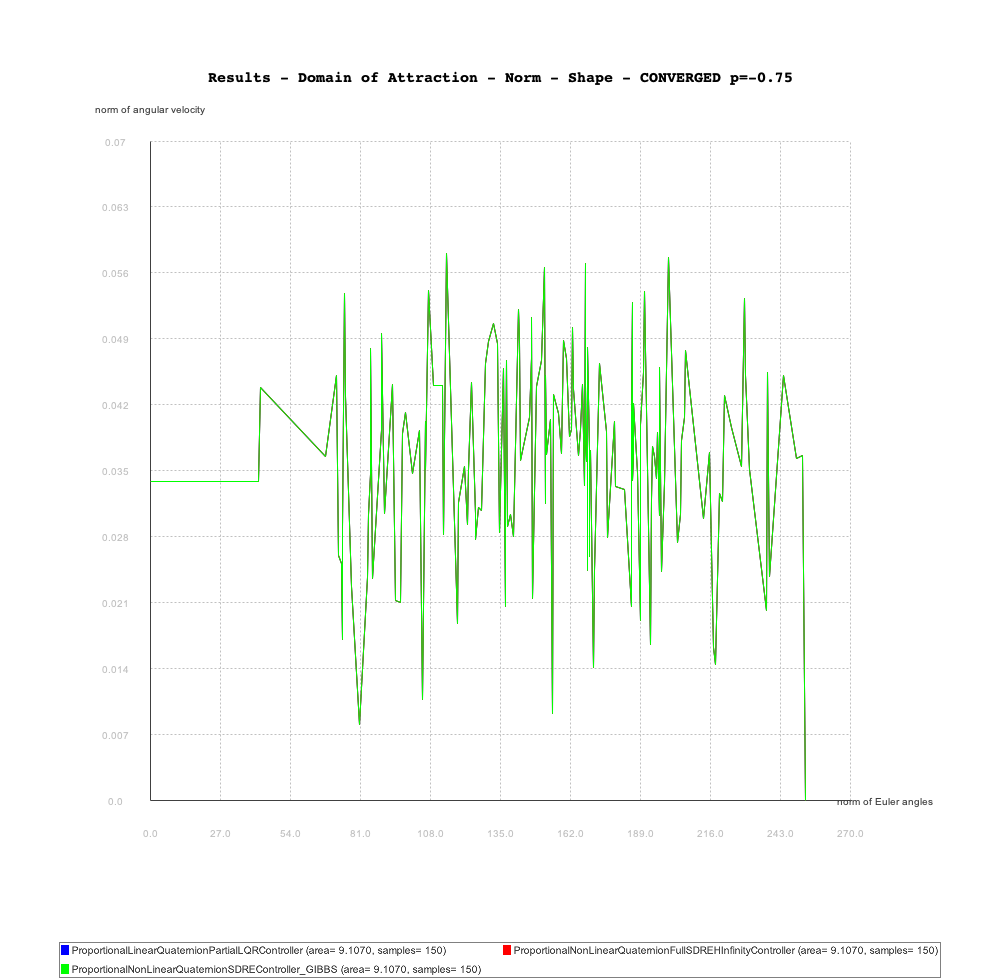 Results - Domain of Attraction - Norm - Shape - CONVERGED p=-0.75
norm of angular velocity
0.07
0.063
0.056
0.049
0.042
0.035
0.028
0.021
0.014
0.007
0.0
norm of Euler angles
0.0 27.0 54.0 81.0 108.0 135.0 162.0 189.0 216.0 243.0 270.0
ProportionalLinearQuaternionPartialLQRController (area= 9.1070, samples= 150) ProportionalNonLinearQuaternionFullSDREHInfinityController (area= 9.1070, samples= 150)
ProportionalNonLinearQuaternionSDREController_GIBBS (area= 9.1070, samples= 150)